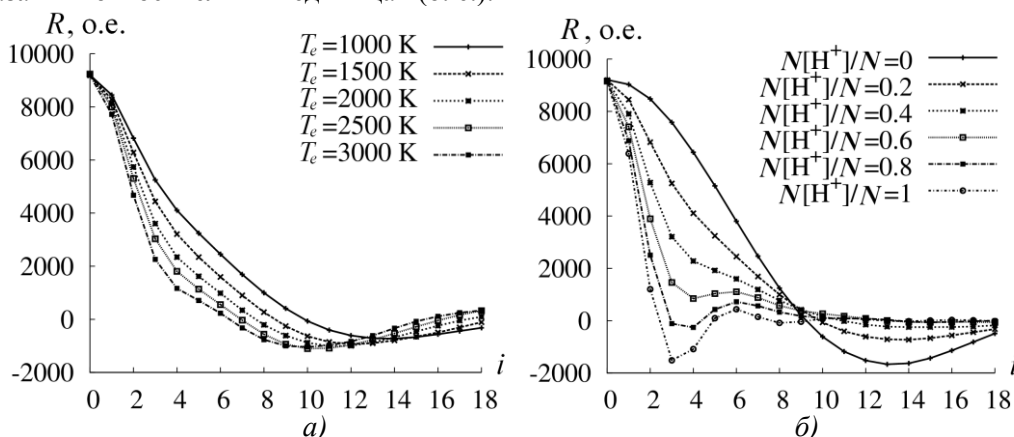 R, о.е.
T_e=1000 K
T_e=1500 K
T_e=2000 K
T_e=2500 K
T_e=3000 K
10000
8000
6000
4000
2000
0
-2000
0 2 4 6 8 10 12 14 16 18
i
а)
R, о.е.
N[H⁺]/N=0
N[H⁺]/N=0.2
N[H⁺]/N=0.4
N[H⁺]/N=0.6
N[H⁺]/N=0.8
N[H⁺]/N=1
10000
8000
6000
4000
2000
0
-2000
0 2 4 6 8 10 12 14 16 18
i
б)